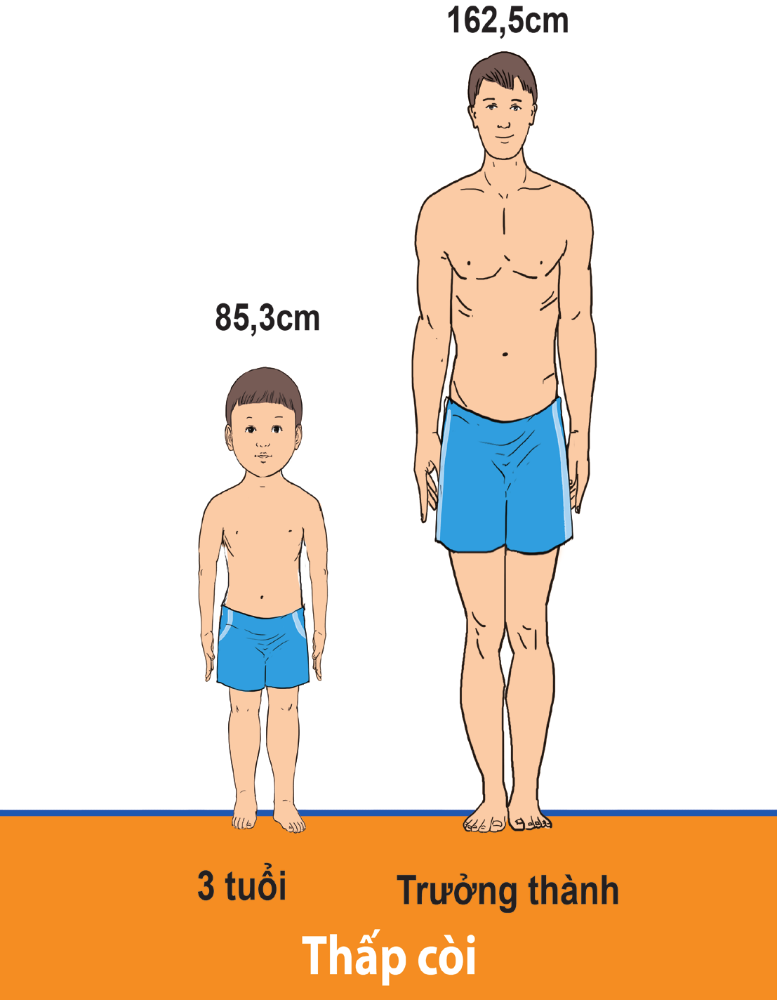 162,5cm
85,3cm
3 tuổi
Trưởng thành
Thấp còi